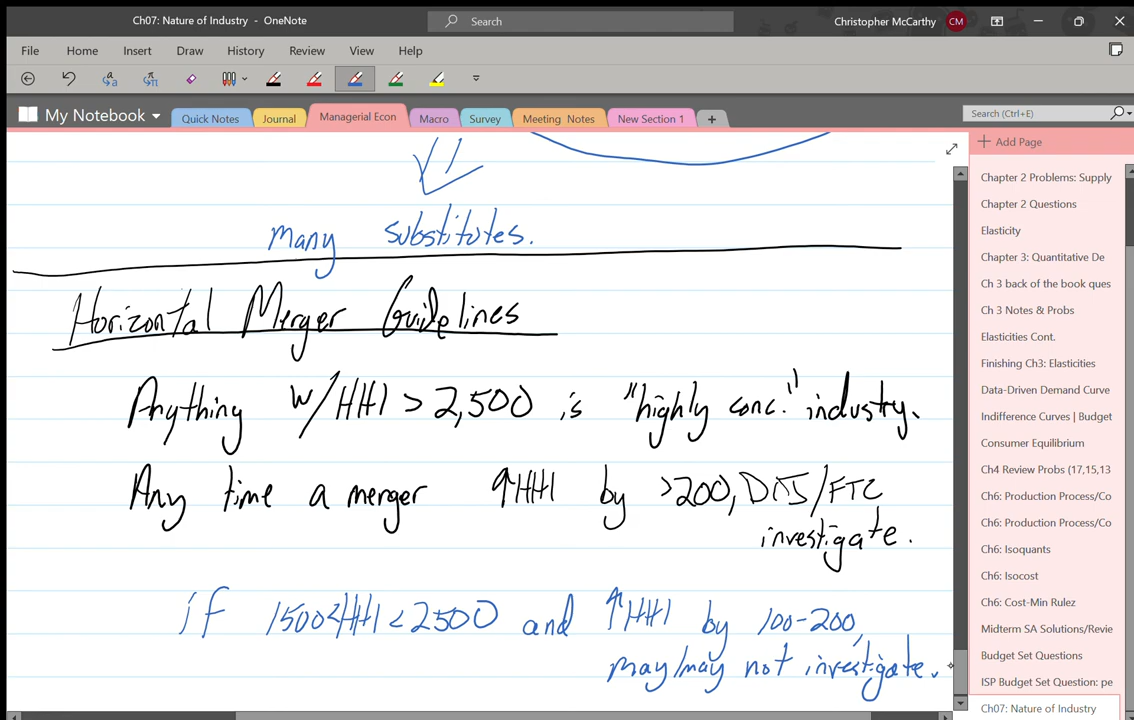 Ch07: Nature of Industry - OneNote
Search
Christopher McCarthy CM
File Home Insert Draw History Review View Help
My Notebook Quick Notes Journal Managerial Econ Macro Survey Meeting Notes New Section 1 +
Search (Ctrl+E)
Add Page
Chapter 2 Problems: Supply
Chapter 2 Questions
Elasticity
Chapter 3: Quantitative De
Ch 3 back of the book ques
Ch 3 Notes & Probs
Elasticities Cont.
Finishing Ch3: Elasticities
Data-Driven Demand Curve
Indifference Curves | Budget
Consumer Equilibrium
Ch4 Review Probs (17,15,13
Ch6: Production Process/Co
Ch6: Production Process/Co
Ch6: Isoquants
Ch6: Isocost
Ch6: Cost-Min Rulez
Midterm SA Solutions/Revie
Budget Set Questions
ISP Budget Set Question: pe
Ch07: Nature of Industry
many substitutes.
Horizontal Merger Guidelines
Anything w/HHI > 2,500 is "highly conc." industry.
Any time a merger ↑HHI by >200, DOJ/FTC
investigate.
if 1500<HHI<2500 and ↑HHI by 100-200,
may/may not investigate.